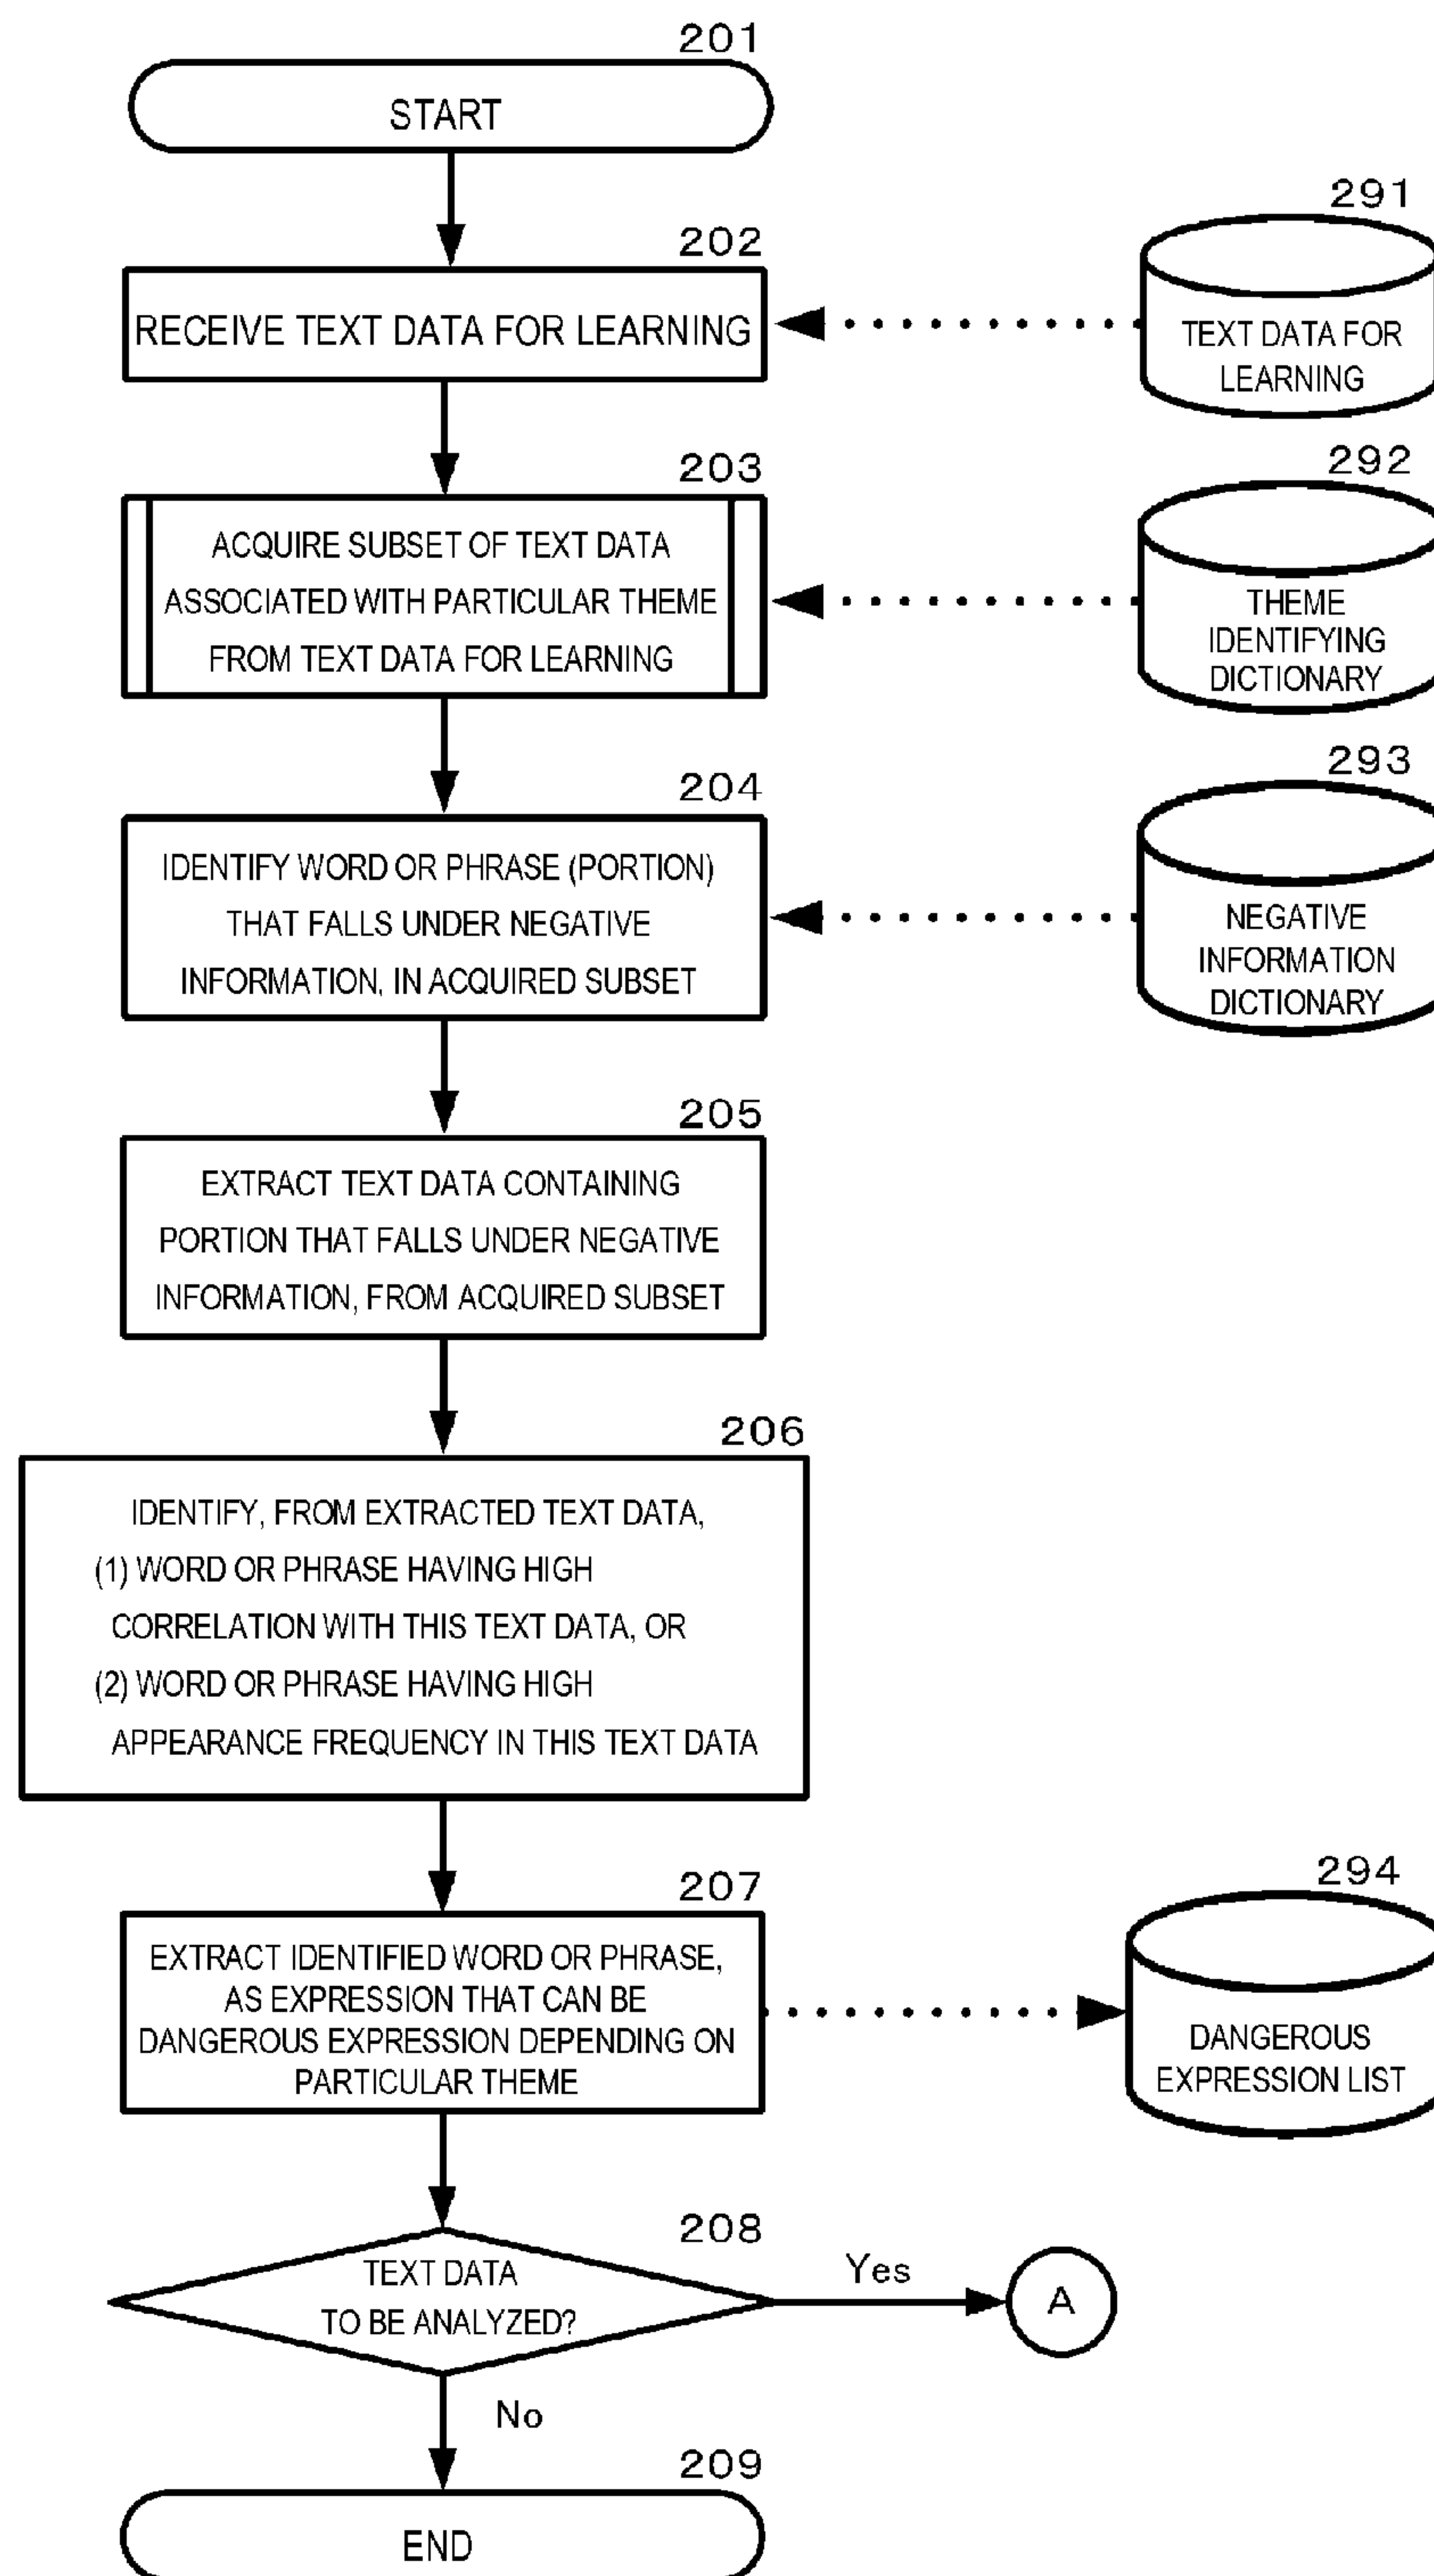 201
START
202
RECEIVE TEXT DATA FOR LEARNING
291
TEXT DATA FOR
LEARNING
203
ACQUIRE SUBSET OF TEXT DATA
ASSOCIATED WITH PARTICULAR THEME
FROM TEXT DATA FOR LEARNING
292
THEME
IDENTIFYING
DICTIONARY
204
IDENTIFY WORD OR PHRASE (PORTION)
THAT FALLS UNDER NEGATIVE
INFORMATION, IN ACQUIRED SUBSET
293
NEGATIVE
INFORMATION
DICTIONARY
205
EXTRACT TEXT DATA CONTAINING
PORTION THAT FALLS UNDER NEGATIVE
INFORMATION, FROM ACQUIRED SUBSET
206
IDENTIFY, FROM EXTRACTED TEXT DATA,
(1) WORD OR PHRASE HAVING HIGH
CORRELATION WITH THIS TEXT DATA, OR
(2) WORD OR PHRASE HAVING HIGH
APPEARANCE FREQUENCY IN THIS TEXT DATA
207
EXTRACT IDENTIFIED WORD OR PHRASE,
AS EXPRESSION THAT CAN BE
DANGEROUS EXPRESSION DEPENDING ON
PARTICULAR THEME
294
DANGEROUS
EXPRESSION LIST
208
TEXT DATA
TO BE ANALYZED?
Yes
A
No
209
END